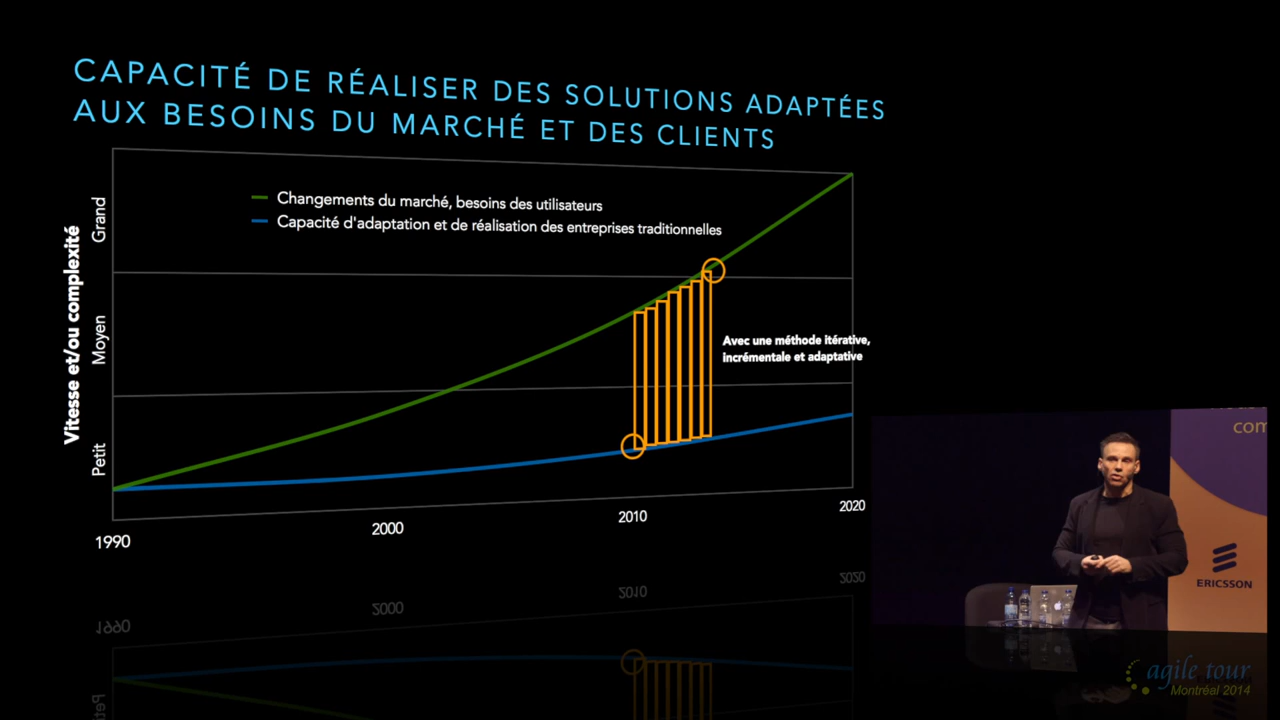 CAPACITÉ DE RÉALISER DES SOLUTIONS ADAPTÉES
AUX BESOINS DU MARCHÉ ET DES CLIENTS
Changements du marché, besoins des utilisateurs
Capacité d'adaptation et de réalisation des entreprises traditionnelles
Vitesse et/ou complexité
Grand
Moyen
Petit
Avec une méthode itérative,
incrémentale et adaptative
1990
2000
2010
2020
com
ERICSSON
agile tour
Montréal 2014